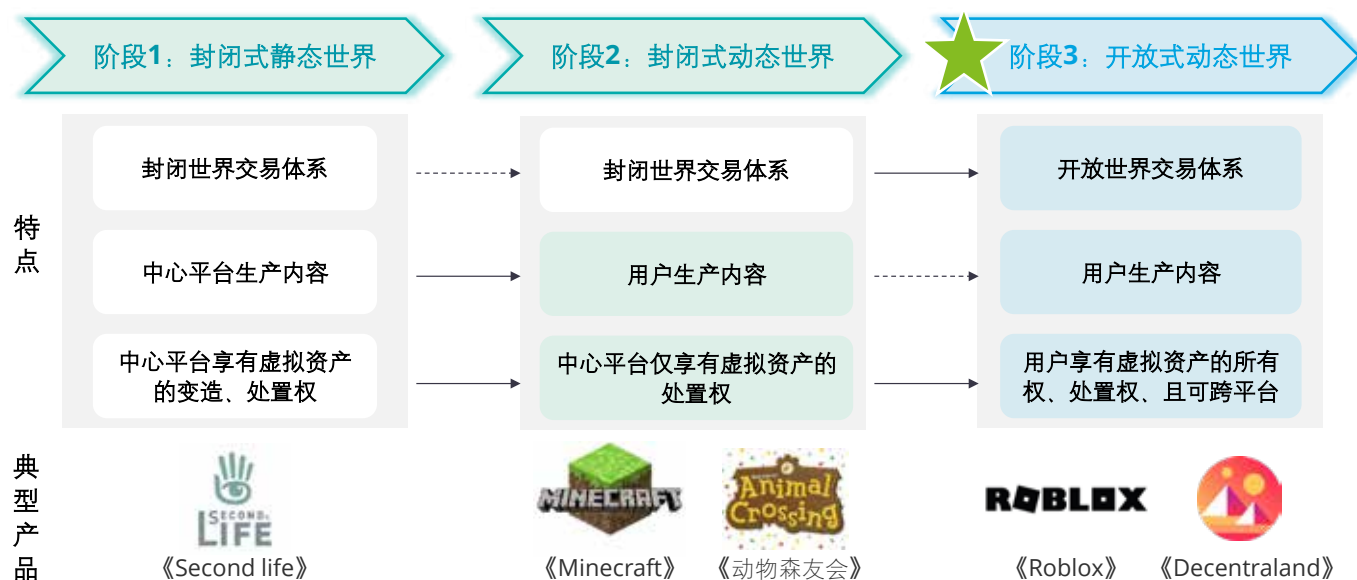 阶段1：封闭式静态世界
阶段2：封闭式动态世界
阶段3：开放式动态世界
特
点
封闭世界交易体系
封闭世界交易体系
开放世界交易体系
中心平台生产内容
用户生产内容
用户生产内容
中心平台享有虚拟资产
的变造、处置权
中心平台仅享有虚拟资产的
处置权
用户享有虚拟资产的所有
权、处置权、且可跨平台
典
型
产
品
SECOND
LIFE
MINECRAFT
Animal
Crossing
ROBLOX
《Second life》
《Minecraft》
《动物森友会》
《Roblox》
《Decentraland》